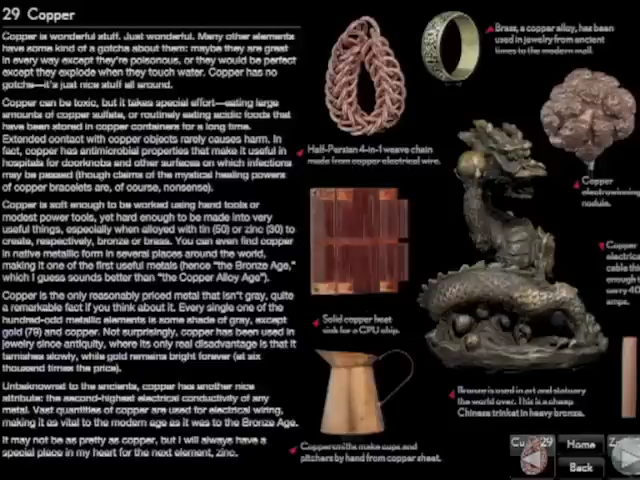 29 Copper
Copper is wonderful stuff. Just wonderful. Many other elements
have some kind of a gotcha about them: maybe they are great
in every way except they're poisonous, or they would be perfect
except they explode when they touch water. Copper has no
gotcha—it's just nice stuff all around.
Copper can be toxic, but it takes special effort—eating large
amounts of copper sulfate, or routinely eating acidic foods that
have been stored in copper containers for a long time.
Extended contact with copper objects rarely causes harm. In
fact, copper has antimicrobial properties that make it useful in
hospitals for doorknobs and other surfaces on which infections
may be passed (though claims of the mystical healing powers
of copper bracelets are, of course, nonsense).
Copper is soft enough to be worked using hand tools or
modest power tools, yet hard enough to be made into very
useful things, especially when alloyed with tin (50) or zinc (30) to
create, respectively, bronze or brass. You can even find copper
in native metallic form in several places around the world,
making it one of the first useful metals (hence "the Bronze Age,"
which I guess sounds better than "the Copper Alloy Age").
Copper is the only reasonably priced metal that isn't gray, quite
a remarkable fact if you think about it. Every single one of the
hundred-odd metallic elements is some shade of gray, except
gold (79) and copper. Not surprisingly, copper has been used in
jewelry since antiquity, where its only real disadvantage is that it
tarnishes slowly, while gold remains bright forever (at six
thousand times the price).
Unbeknownst to the ancients, copper has another nice
attribute: the second-highest electrical conductivity of any
metal. Vast quantities of copper are used for electrical wiring,
making it as vital to the modern age as it was to the Bronze Age.
It may not be as pretty as copper, but I will always have a
special place in my heart for the next element, zinc.
Half-Persian 4-in-1 weave chain
made from copper electrical wire.
Brass, a copper alloy, has been
used in jewelry from ancient
times to the modern mall.
Copper
electrowinning
nodule.
Copper
electrica
cable th
enough t
carry 40
amps.
Solid copper heat
sink for a CPU chip.
Bronze is used in art and statuary
the world over. This is a cheap
Chinese trinket in heavy bronze.
Coppersmiths make cups and
pitchers by hand from copper sheet.
Cu 29
Home
Back